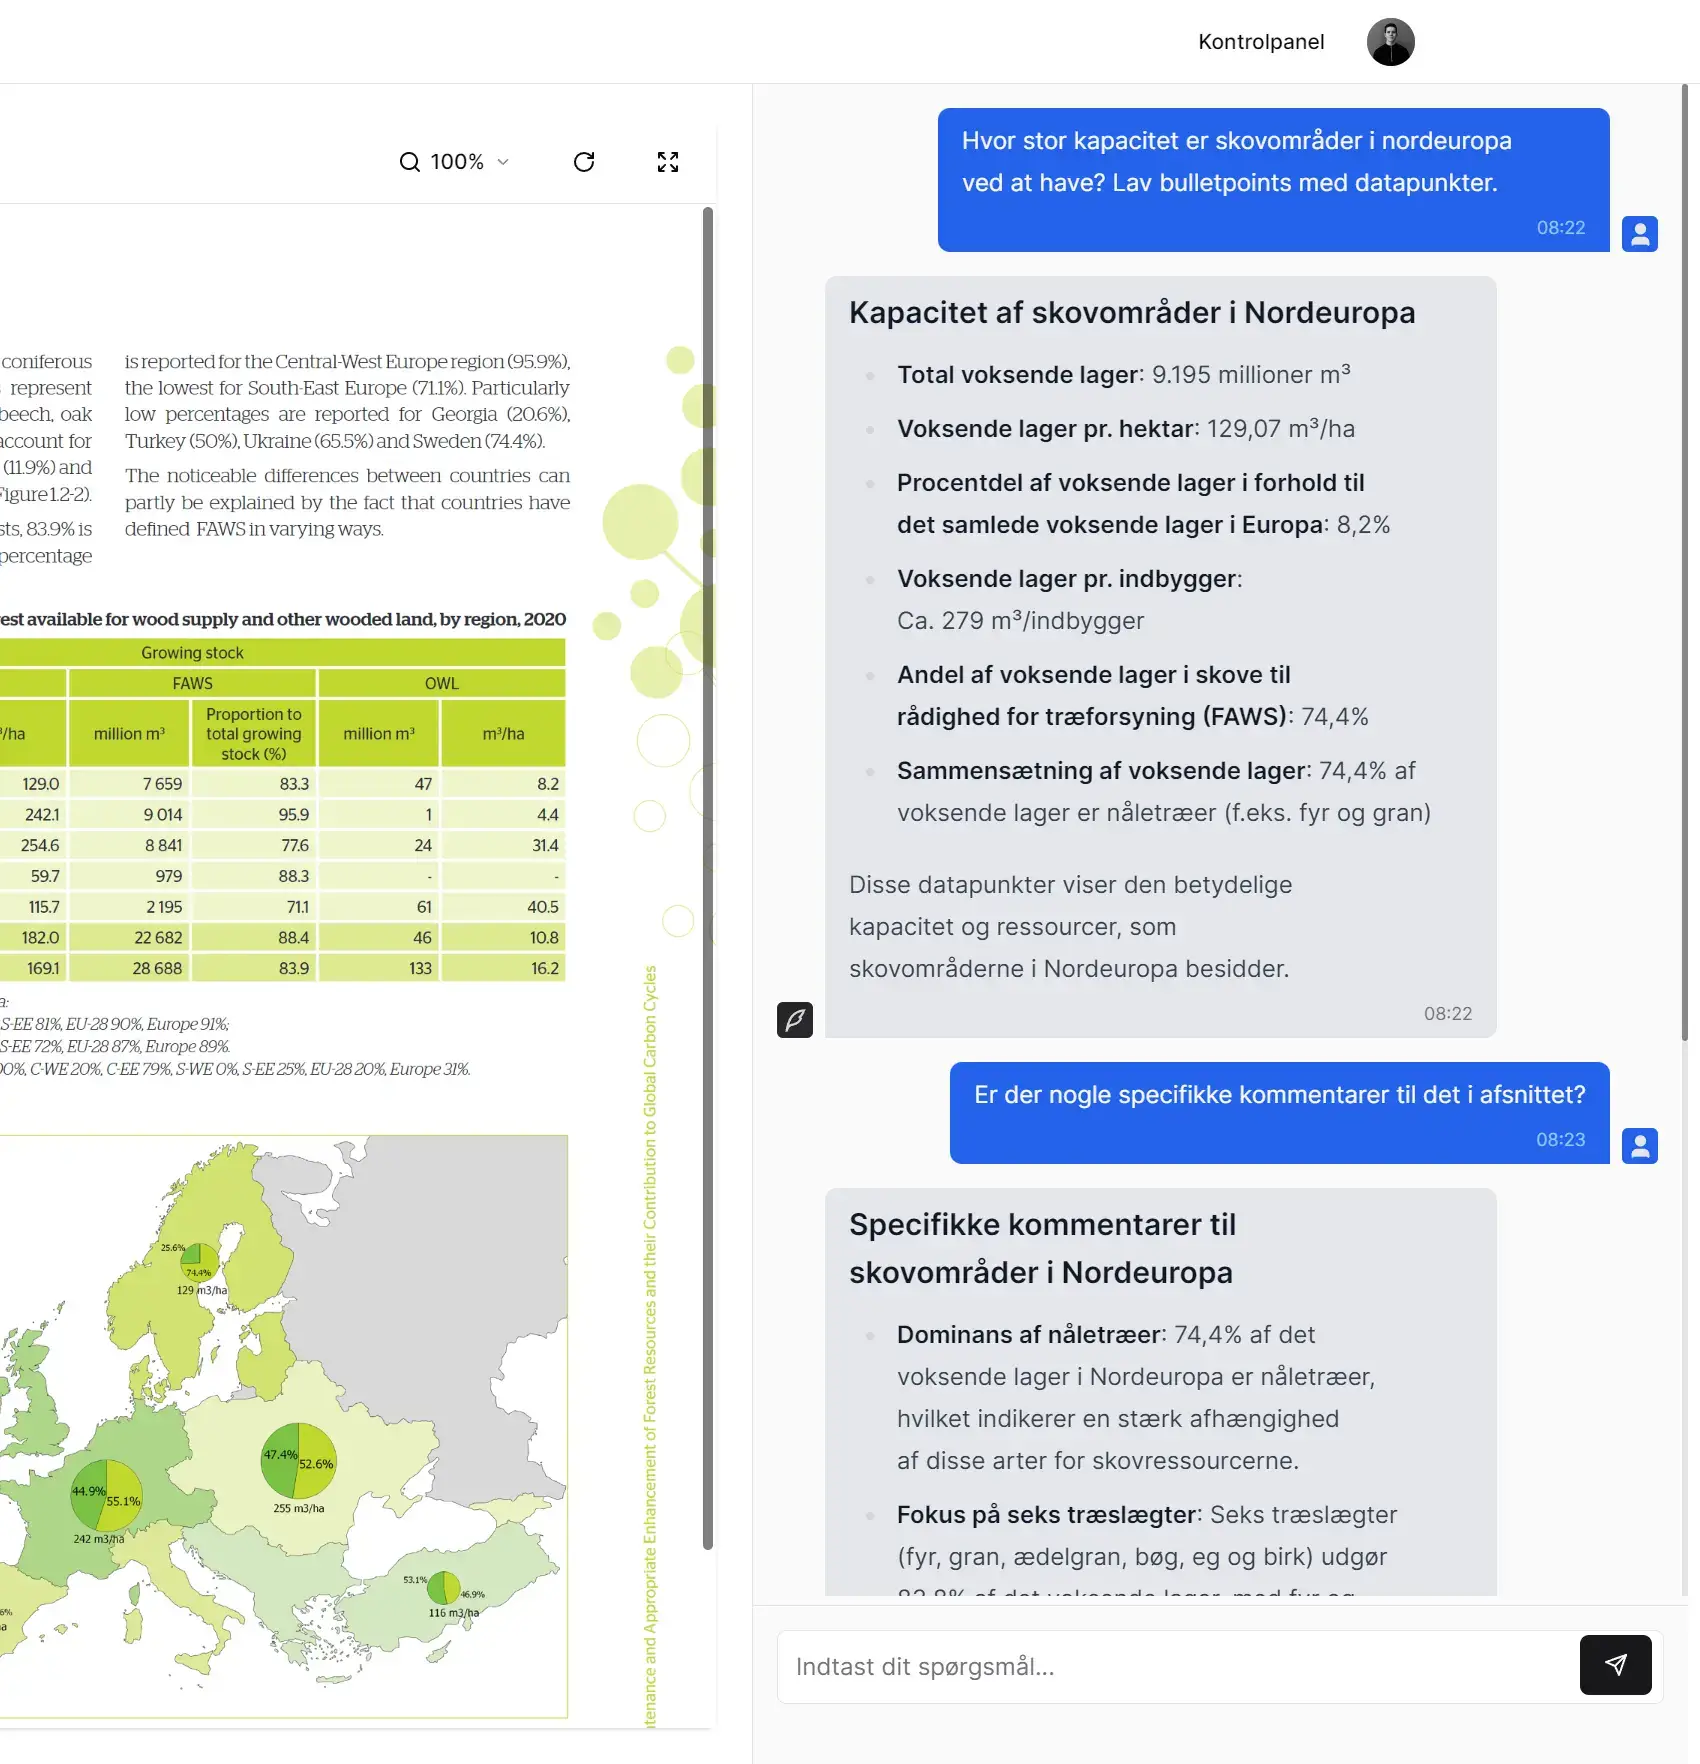 Kontrolpanel
100%
coniferous
represent
beech, oak
account for
(11.9%) and
Figure 1.2-2).
sts, 83.9% is
percentage
is reported for the Central-West Europe region (95.9%),
the lowest for South-East Europe (71.1%). Particularly
low percentages are reported for Georgia (20.6%),
Turkey (50%), Ukraine (65.5%) and Sweden (74.4%).
The noticeable differences between countries can
partly be explained by the fact that countries have
defined FAWS in varying ways.
est available for wood supply and other wooded land, by region, 2020
Growing stock
FAWS OWL
³/ha million m³ Proportion to total growing stock (%) million m³ m³/ha
129.0 7 659 83.3 47 8.2
242.1 9 014 95.9 1 4.4
254.6 8 841 77.6 24 31.4
59.7 979 88.3 - -
115.7 2 195 71.1 61 40.5
182.0 22 682 88.4 46 10.8
169.1 28 688 83.9 133 16.2
a:
S-EE 81%, EU-28 90%, Europe 91%;
S-EE 72%, EU-28 87%, Europe 89%.
00%, C-WE 20%, C-EE 79%, S-WE 0%, S-EE 25%, EU-28 20%, Europe 31%.
25.6%
74.4%
129 m3/ha
47.4%
52.6%
255 m3/ha
44.9%
55.1%
242 m3/ha
53.1%
46.9%
116 m3/ha
6%
a
tenance and Appropriate Enhancement of Forest Resources and their Contribution to Global Carbon Cycles
Hvor stor kapacitet er skovområder i nordeuropa
ved at have? Lav bulletpoints med datapunkter.
08:22
Kapacitet af skovområder i Nordeuropa
Total voksende lager: 9.195 millioner m³
Voksende lager pr. hektar: 129,07 m³/ha
Procentdel af voksende lager i forhold til
det samlede voksende lager i Europa: 8,2%
Voksende lager pr. indbygger:
Ca. 279 m³/indbygger
Andel af voksende lager i skove til
rådighed for træforsyning (FAWS): 74,4%
Sammensætning af voksende lager: 74,4% af
voksende lager er nåletræer (f.eks. fyr og gran)
Disse datapunkter viser den betydelige
kapacitet og ressourcer, som
skovområderne i Nordeuropa besidder.
08:22
Er der nogle specifikke kommentarer til det i afsnittet?
08:23
Specifikke kommentarer til
skovområder i Nordeuropa
Dominans af nåletræer: 74,4% af det
voksende lager i Nordeuropa er nåletræer,
hvilket indikerer en stærk afhængighed
af disse arter for skovressourcerne.
Fokus på seks træslægter: Seks træslægter
(fyr, gran, ædelgran, bøg, eg og birk) udgør
af det voksende lager, med fyr og
Indtast dit spørgsmål...